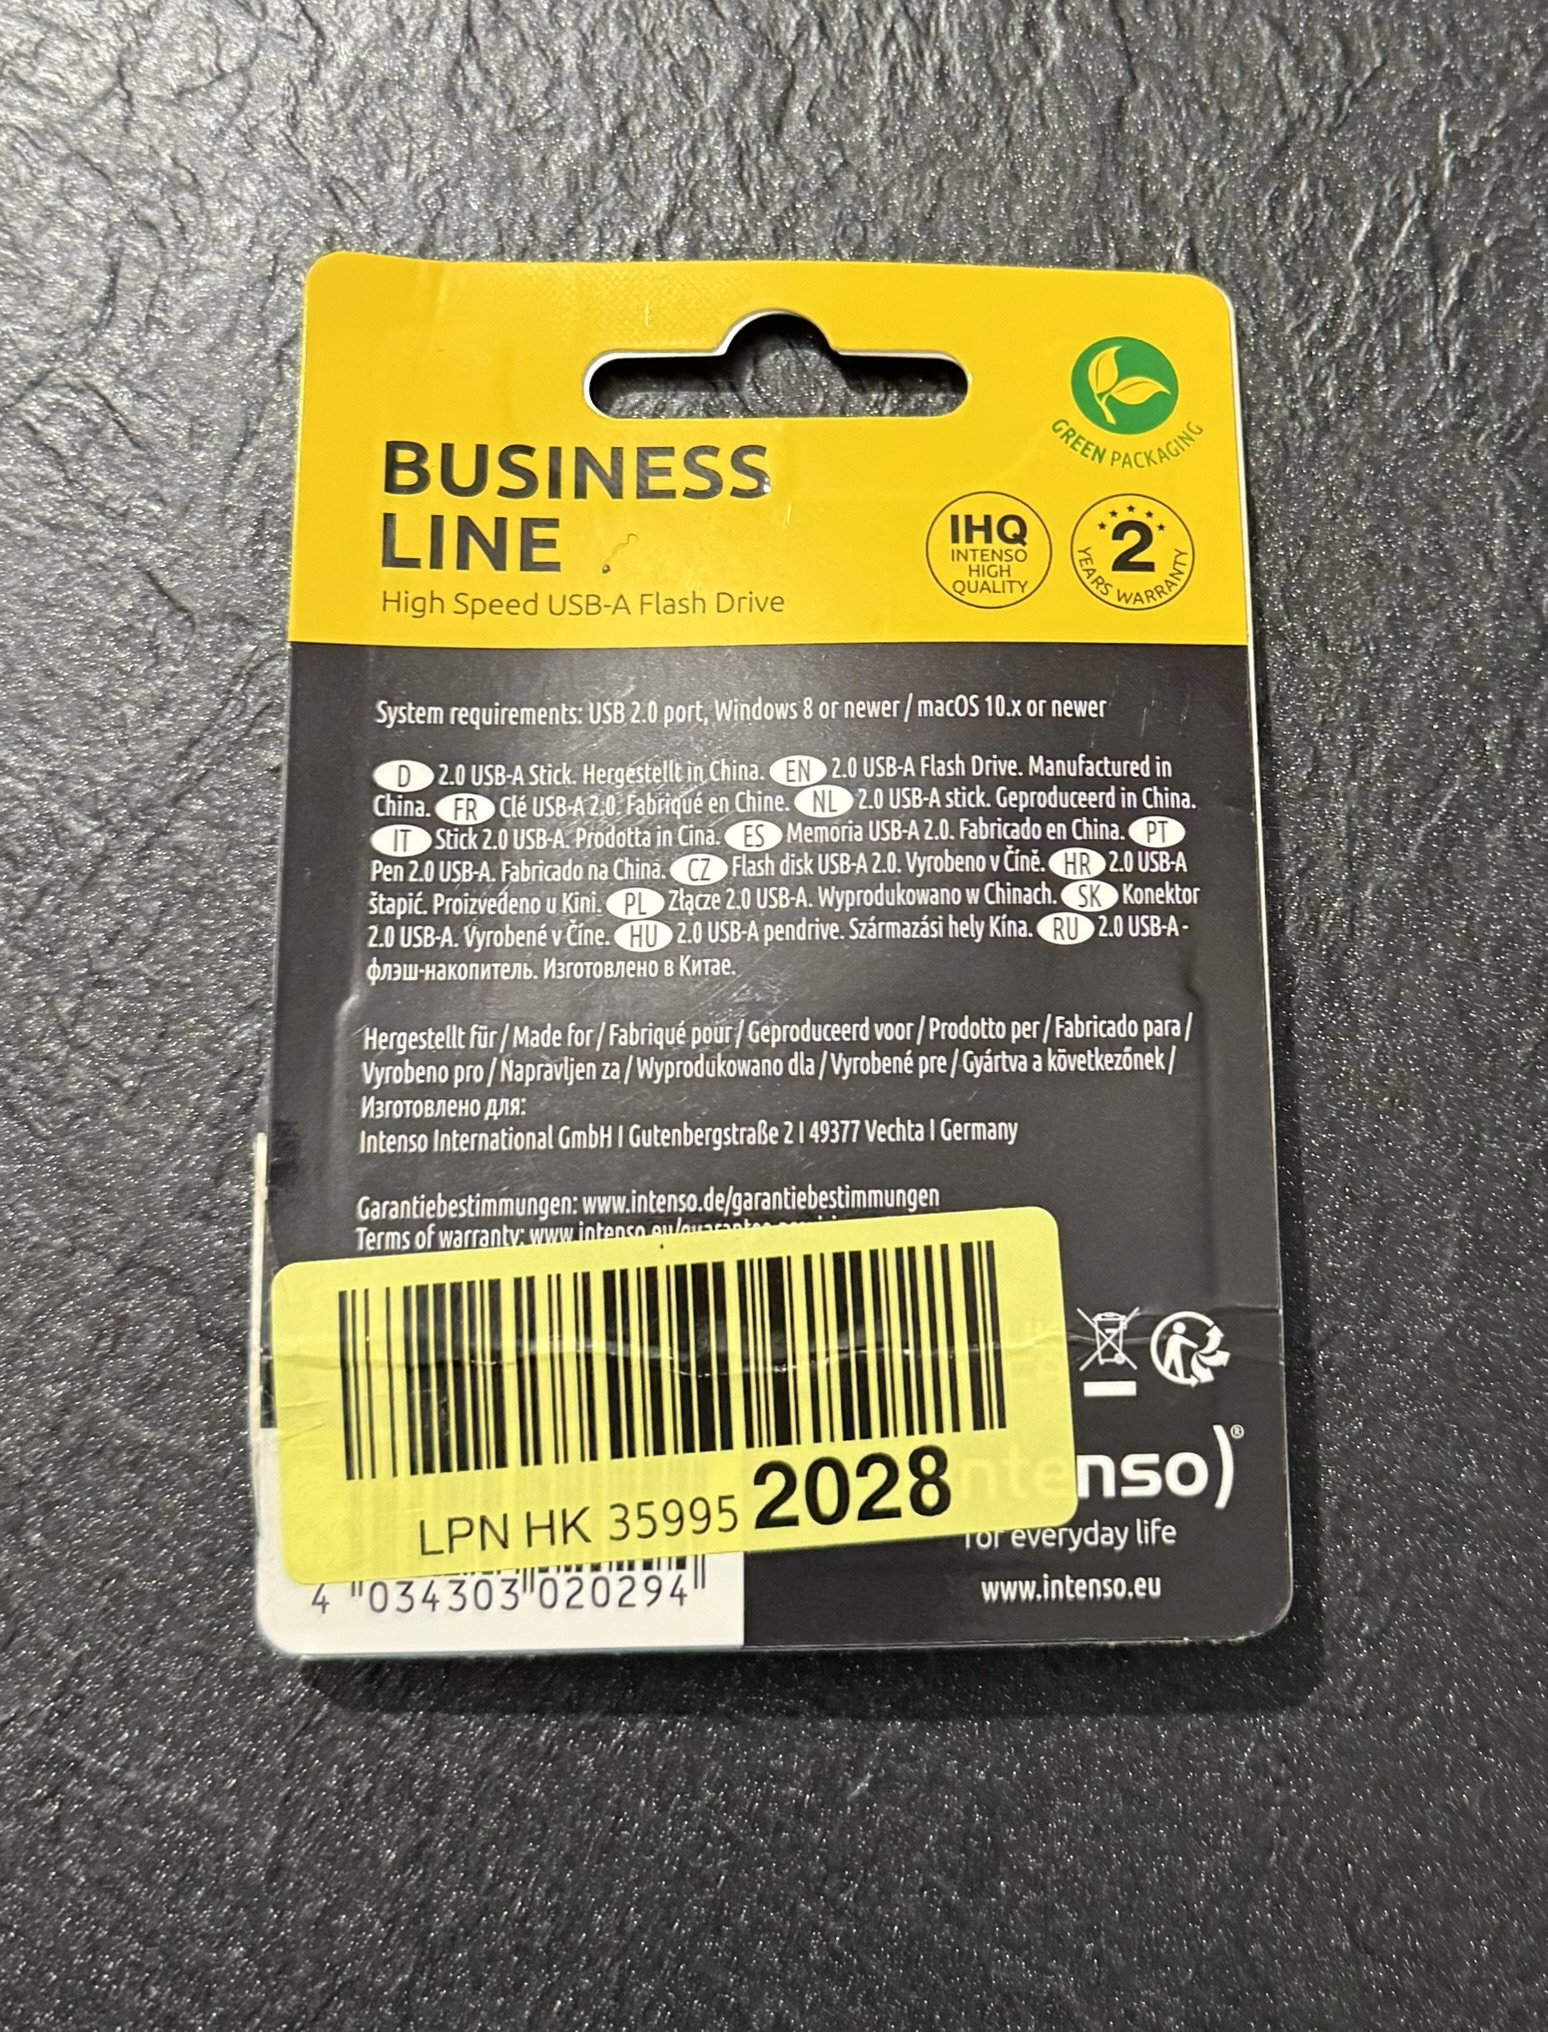 GREEN PACKAGING
BUSINESS
LINE
High Speed USB-A Flash Drive
IHQ
INTENSO
HIGH
QUALITY
2
YEARS WARRANTY
System requirements: USB 2.0 port, Windows 8 or newer / macOS 10.x or newer
D 2.0 USB-A Stick. Hergestellt in China. EN 2.0 USB-A Flash Drive. Manufactured in
China. FR Clé USB-A 2.0. Fabriqué en Chine. NL 2.0 USB-A stick. Geproduceerd in China.
IT Stick 2.0 USB-A. Prodotta in Cina. ES Memoria USB-A 2.0. Fabricado en China. PT
Pen 2.0 USB-A. Fabricado na China. CZ Flash disk USB-A 2.0. Vyrobeno v Číně. HR 2.0 USB-A
štapić. Proizvedeno u Kini. PL Złącze 2.0 USB-A. Wyprodukowano w Chinach. SK Konektor
2.0 USB-A. Vyrobené v Číne. HU 2.0 USB-A pendrive. Származási hely Kína. RU 2.0 USB-A -
флэш-накопитель. Изготовлено в Китае.
Hergestellt für / Made for / Fabriqué pour / Geproduceerd voor / Prodotto per / Fabricado para /
Vyrobeno pro / Napravljen za / Wyprodukowano dla / Vyrobené pre / Gyártva a következőnek /
Изготовлено для:
Intenso International GmbH I Gutenbergstraße 2 I 49377 Vechta I Germany
Garantiebestimmungen: www.intenso.de/garantiebestimmungen
Terms of warranty: www.intenso.eu/
LPN HK 35995 2028
4 034303 020294
intenso)®
for everyday life
www.intenso.eu